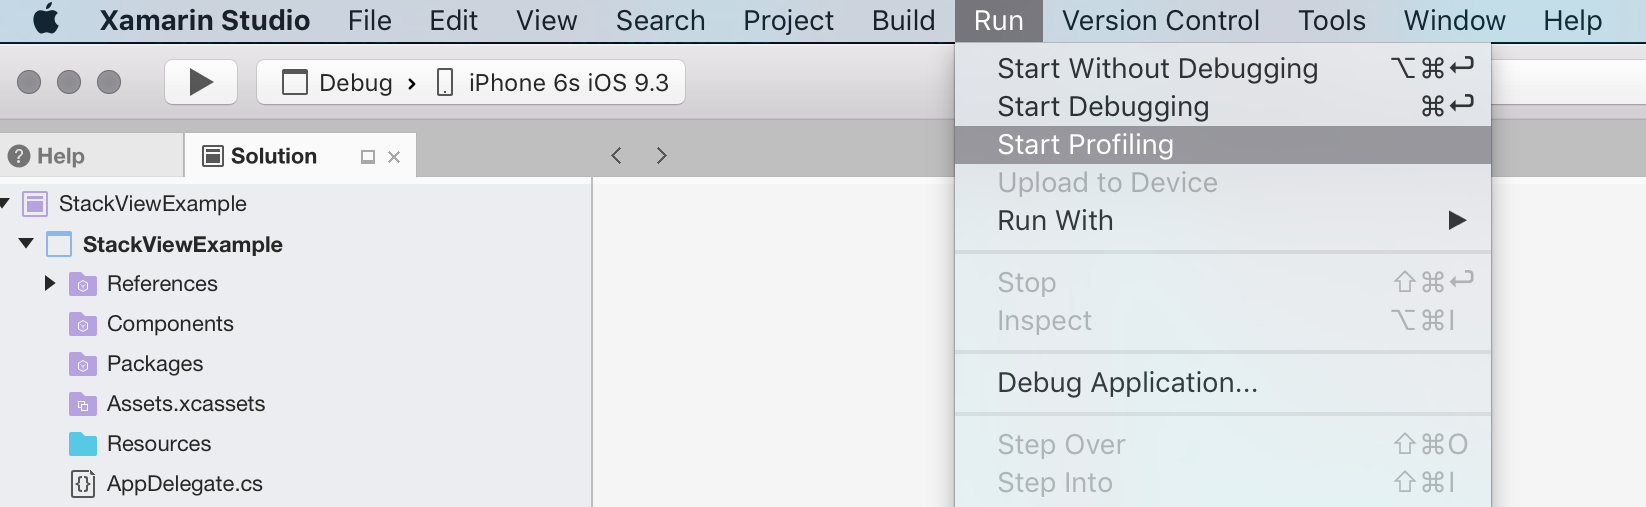 Xamarin Studio File Edit View Search Project Build Run Version Control Tools Window Help
Debug › iPhone 6s iOS 9.3
? Help
Solution
StackViewExample
StackViewExample
References
Components
Packages
Assets.xcassets
Resources
{} AppDelegate.cs
Start Without Debugging ⌥⌘↩
Start Debugging ⌘↩
Start Profiling
Upload to Device
Run With
Stop ⇧⌘↩
Inspect ⌥⌘I
Debug Application...
Step Over ⇧⌘O
Step Into ⇧⌘I